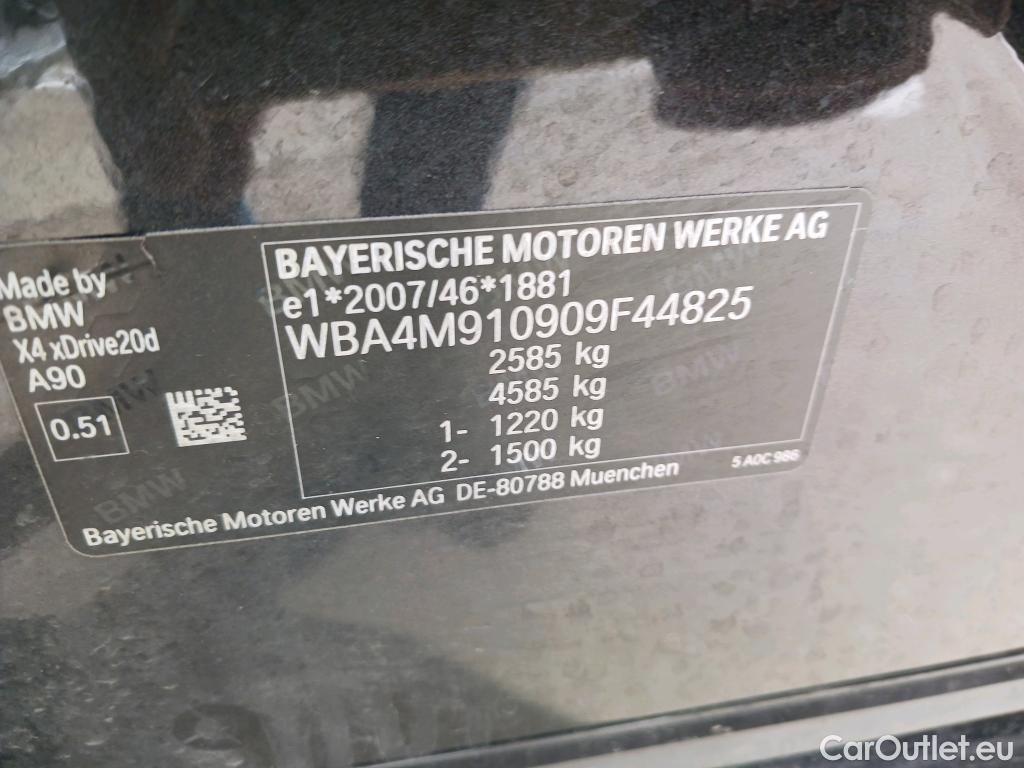 Made by
BMW
X4 xDrive20d
A90
0.51
BAYERISCHE MOTOREN WERKE AG
e1*2007/46*1881
WBA4M910909F44825
2585 kg
4585 kg
1- 1220 kg
2- 1500 kg
5 A0C 986
Bayerische Motoren Werke AG DE-80788 Muenchen
CarOutlet.eu